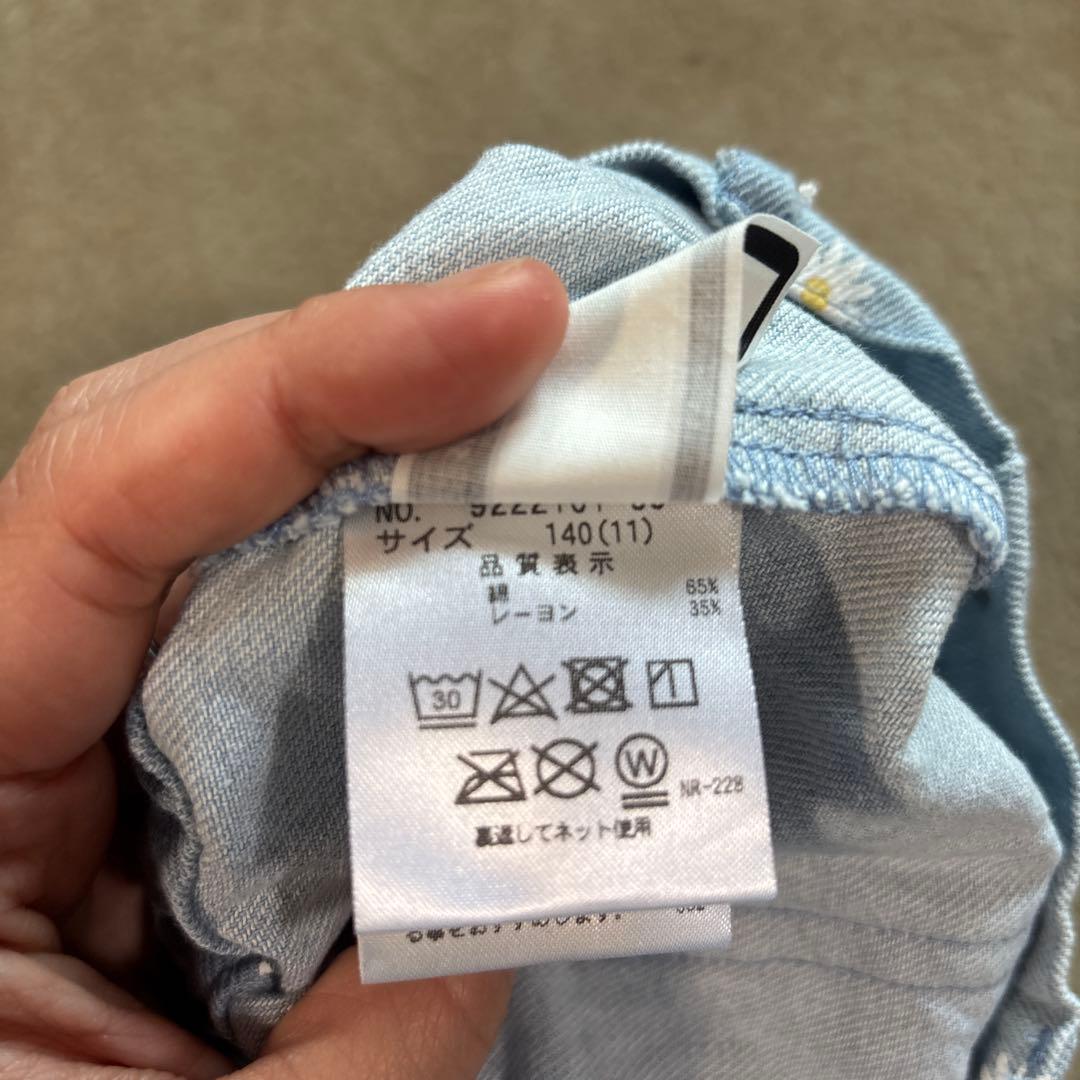 NO.
サイズ 140(11)
品質表示
綿 65%
レーヨン 35%
30
W NR-228
裏返してネット使用